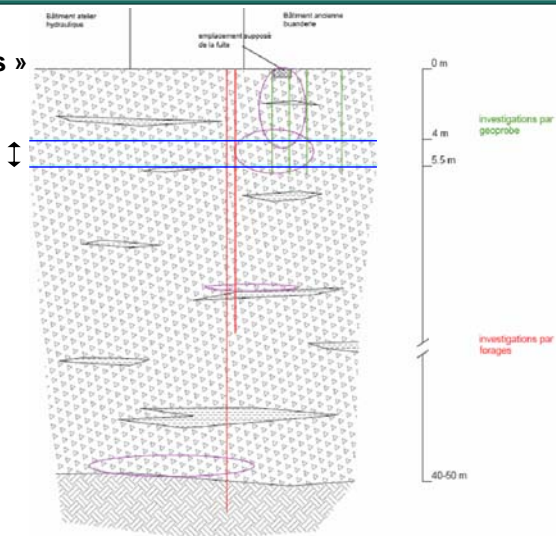 Bâtiment atelier
hydraulique
Bâtiment ancienne
buanderie
emplacement supposé
de la fuite
s »
0 m
investigations par
geoprobe
4 m
5.5 m
investigations par
forages
40-50 m